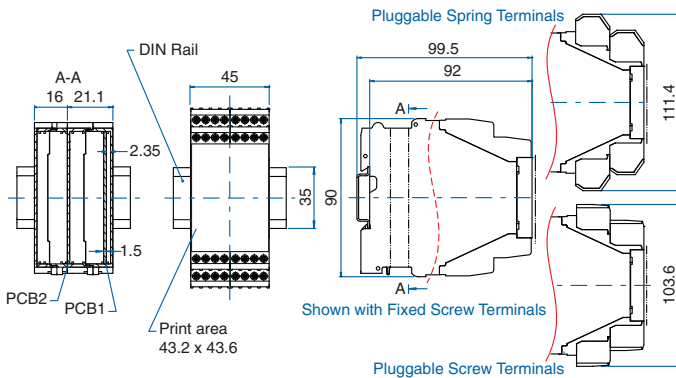 Pluggable Spring Terminals
DIN Rail
99.5
A-A
45
92
16 21.1
A
111.4
2.35
90
35
1.5
A
PCB2
PCB1
Shown with Fixed Screw Terminals
103.6
Print area
43.2 x 43.6
Pluggable Screw Terminals